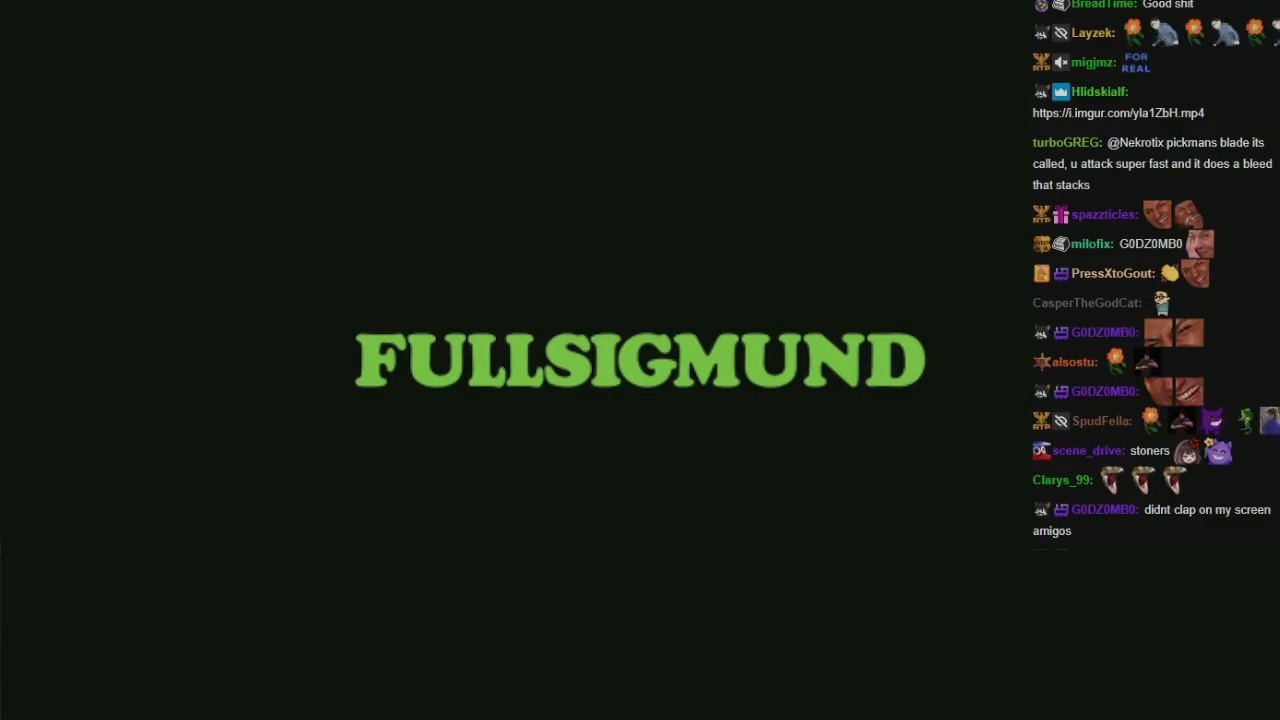 BreadTime: Good shit
Layzek:
migjmz: FOR
REAL
Hlidskialf:
https://i.imgur.com/yla1ZbH.mp4
turboGREG: @Nekrotix pickmans blade its
called, u attack super fast and it does a bleed
that stacks
spazzticles:
milofix: G0DZ0MB0
PressXtoGout:
CasperTheGodCat:
FULLSIGMUND
G0DZ0MB0:
alsostu:
G0DZ0MB0:
SpudFella:
scene_drive: stoners
Clarys_99:
G0DZ0MB0: didnt clap on my screen
amigos